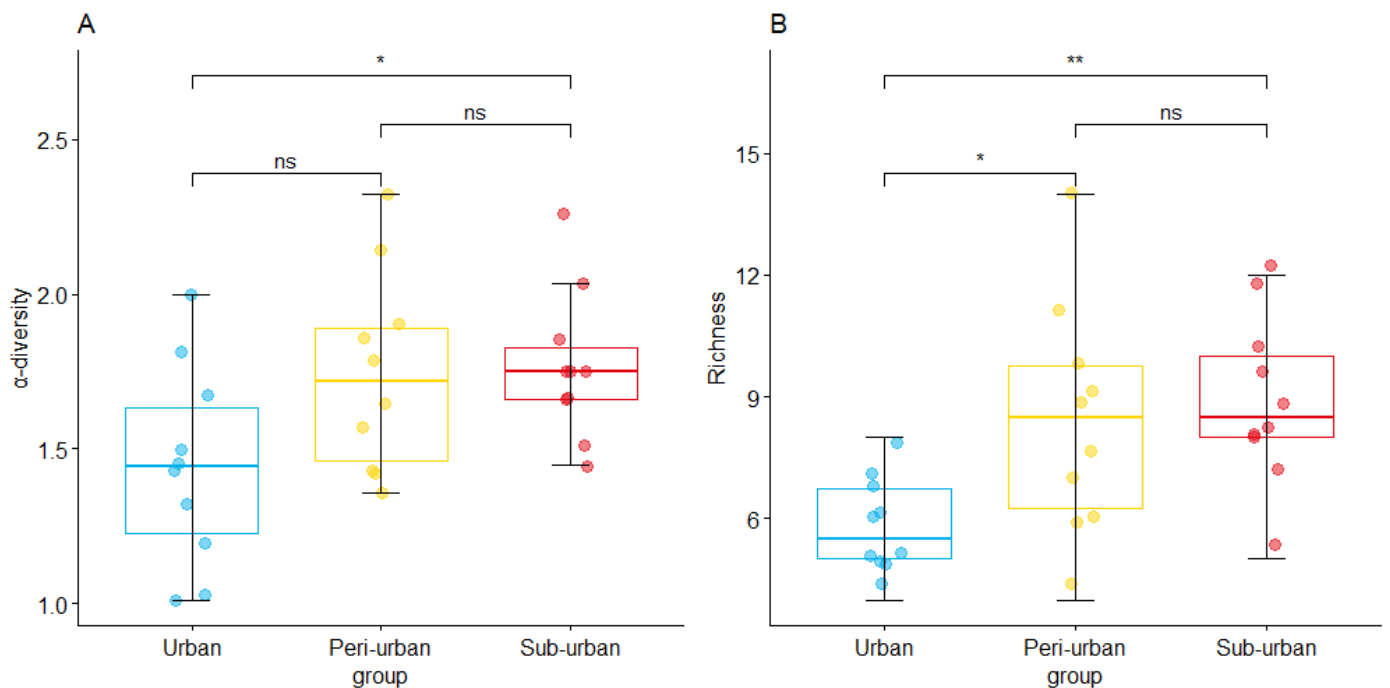 A
*
ns
ns
2.5
2.0
1.5
1.0
α-diversity
Urban
Peri-urban
Sub-urban
group
B
**
ns
*
15
12
9
6
Richness
Urban
Peri-urban
Sub-urban
group